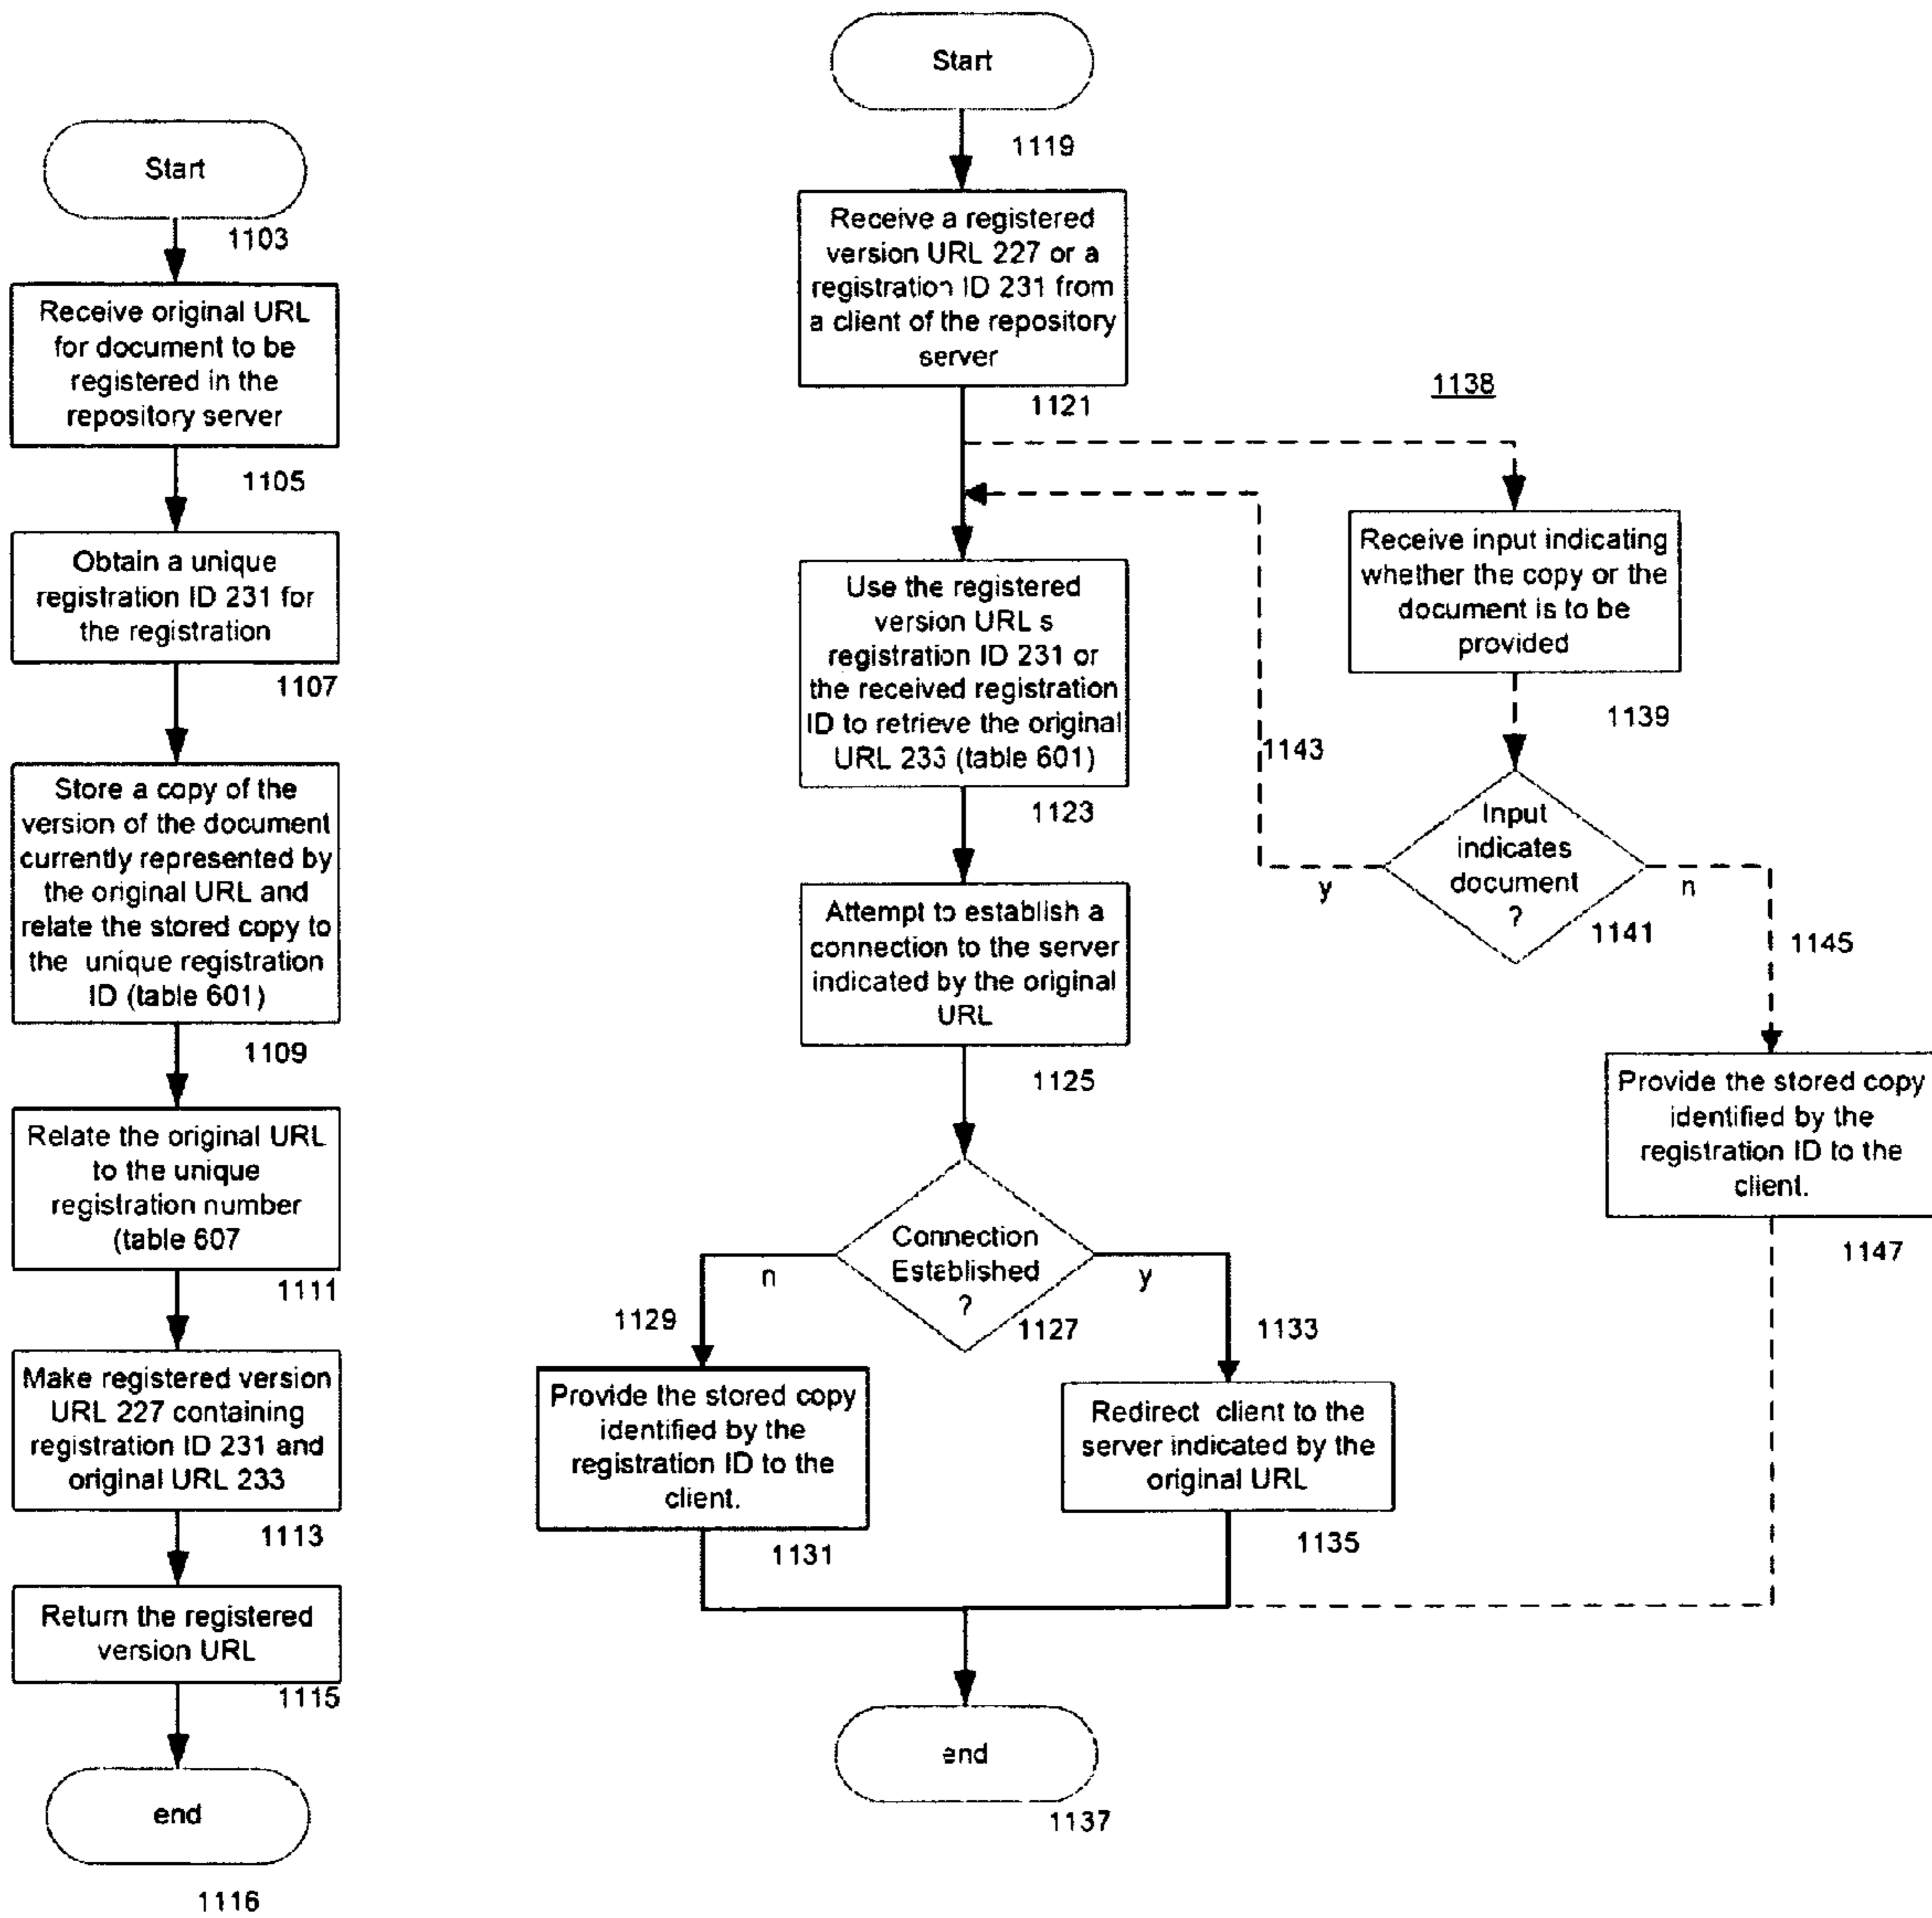 Start
1103
Receive original URL
for document to be
registered in the
repository server
1105
Obtain a unique
registration ID 231 for
the registration
1107
Store a copy of the
version of the document
currently represented by
the original URL and
relate the stored copy to
the unique registration
ID (table 601)
1109
Relate the original URL
to the unique
registration number
(table 607
1111
Make registered version
URL 227 containing
registration ID 231 and
original URL 233
1113
Return the registered
version URL
1115
end
1116
Start
1119
Receive a registered
version URL 227 or a
registration ID 231 from
a client of the repository
server
1121
Use the registered
version URL s
registration ID 231 or
the received registration
ID to retrieve the original
URL 233 (table 601)
1123
Attempt to establish a
connection to the server
indicated by the original
URL
1125
Connection
Established
?
1127
n
y
1129
Provide the stored copy
identified by the
registration ID to the
client.
1131
1133
Redirect client to the
server indicated by the
original URL
1135
end
1137
1138
Receive input indicating
whether the copy or the
document is to be
provided
1139
Input
indicates
document
?
1141
y
n
1143
1145
Provide the stored copy
identified by the
registration ID to the
client.
1147